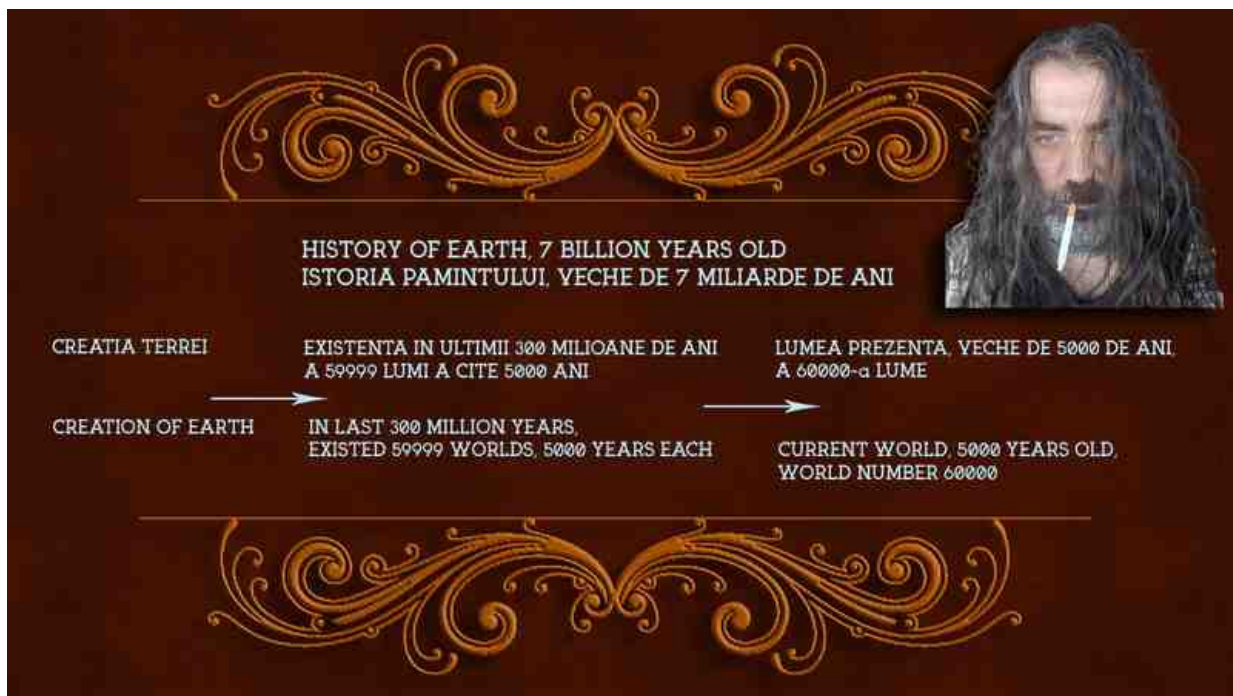 HISTORY OF EARTH, 7 BILLION YEARS OLD
ISTORIA PAMINTULUI, VECHE DE 7 MILIARDE DE ANI
CREATIA TERREI
CREATION OF EARTH
EXISTENTA IN ULTIMII 300 MILIOANE DE ANI
A 59999 LUMI A CITE 5000 ANI
IN LAST 300 MILLION YEARS,
EXISTED 59999 WORLDS, 5000 YEARS EACH
LUMEA PREZENTA, VECHE DE 5000 DE ANI,
A 60000-a LUME
CURRENT WORLD, 5000 YEARS OLD,
WORLD NUMBER 60000